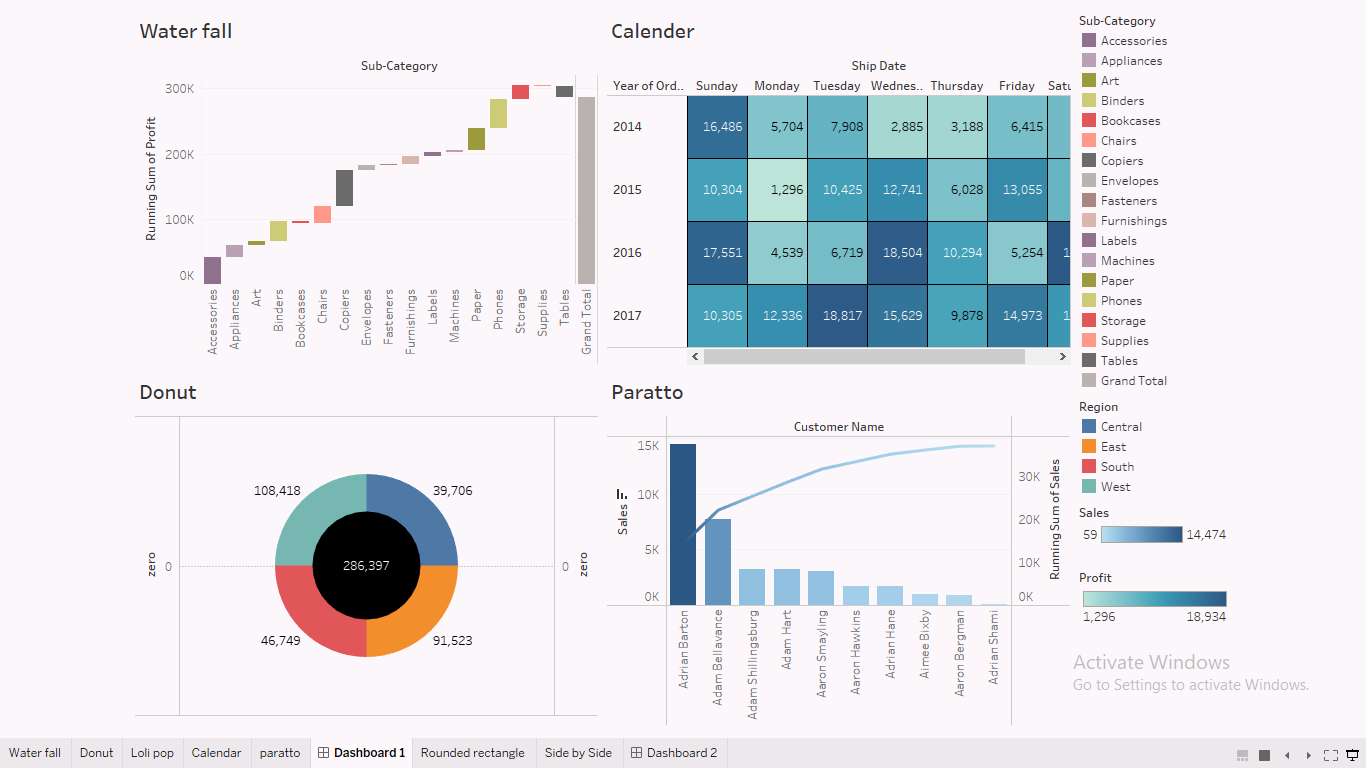 Water fall
Sub-Category
Running Sum of Profit
300K
200K
100K
0K
Accessories
Appliances
Art
Binders
Bookcases
Chairs
Copiers
Envelopes
Fasteners
Furnishings
Labels
Machines
Paper
Phones
Storage
Supplies
Tables
Grand Total
Calender
Ship Date
Year of Ord.. Sunday Monday Tuesday Wednes.. Thursday Friday Satu
2014 16,486 5,704 7,908 2,885 3,188 6,415
2015 10,304 1,296 10,425 12,741 6,028 13,055
2016 17,551 4,539 6,719 18,504 10,294 5,254 1
2017 10,305 12,336 18,817 15,629 9,878 14,973 1
Donut
zero
0
108,418
39,706
286,397
46,749
91,523
0
zero
Paratto
Customer Name
Sales
15K
10K
5K
0K
30K
20K
10K
0K
Running Sum of Sales
Adrian Barton
Adam Bellavance
Adam Shillingsburg
Adam Hart
Aaron Smayling
Aaron Hawkins
Adrian Hane
Aimee Bixby
Aaron Bergman
Adrian Shami
Sub-Category
Accessories
Appliances
Art
Binders
Bookcases
Chairs
Copiers
Envelopes
Fasteners
Furnishings
Labels
Machines
Paper
Phones
Storage
Supplies
Tables
Grand Total
Region
Central
East
South
West
Sales
59 14,474
Profit
1,296 18,934
Activate Windows
Go to Settings to activate Windows.
Water fall Donut Loli pop Calendar paratto Dashboard 1 Rounded rectangle Side by Side Dashboard 2